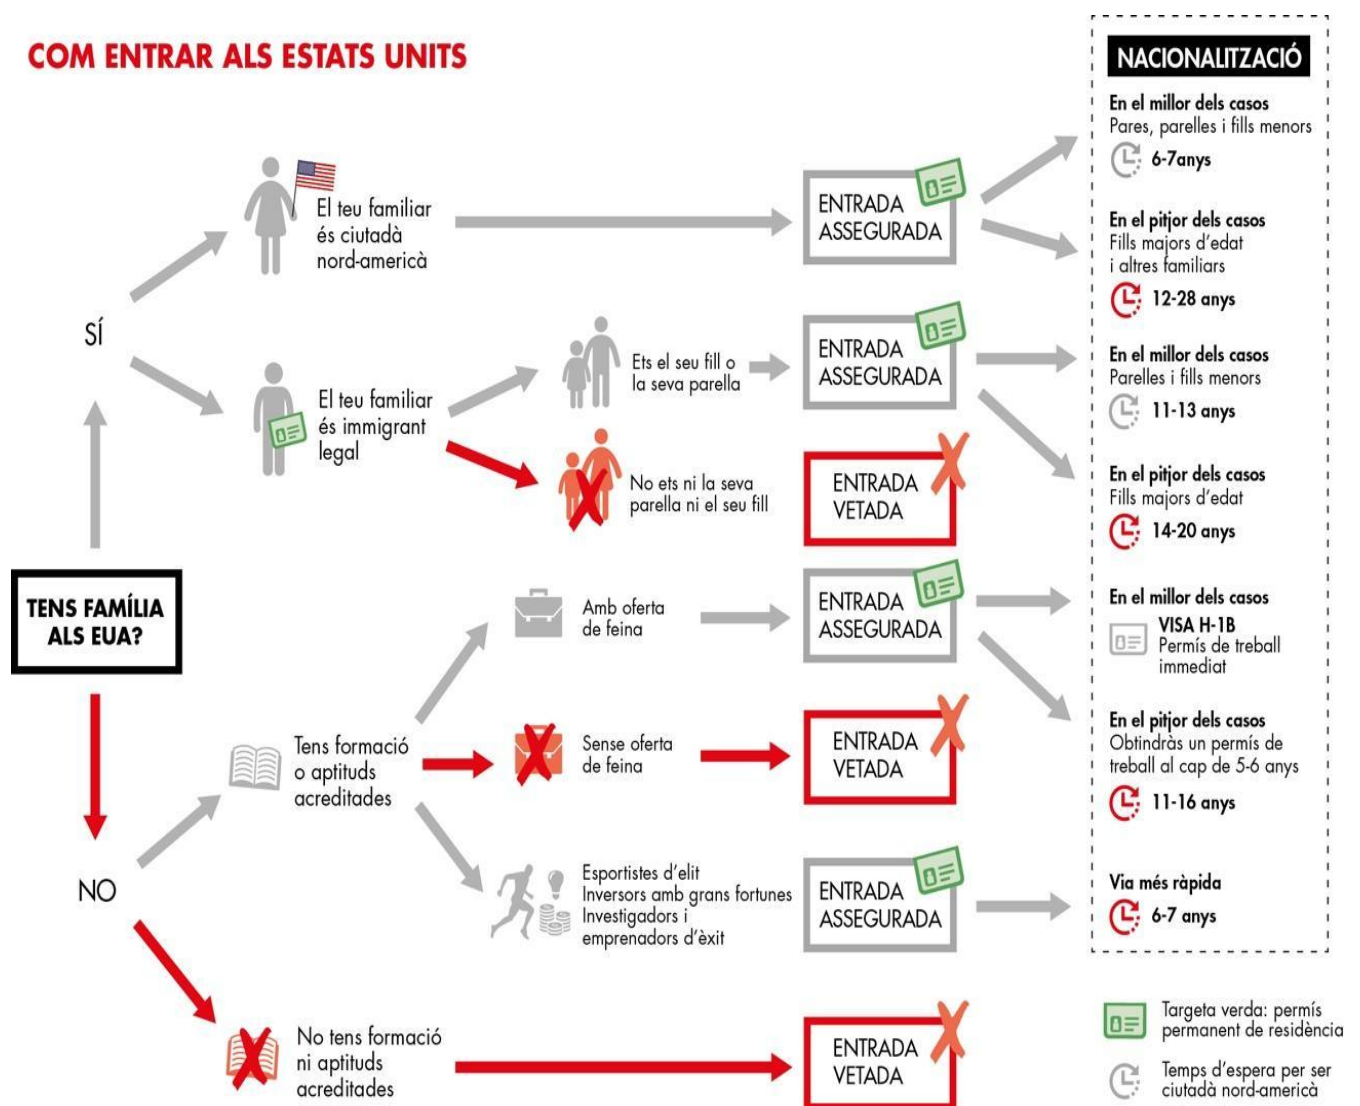 COM ENTRAR ALS ESTATS UNITS
TENS FAMÍLIA
ALS EUA?
SÍ
El teu familiar
és ciutadà
nord-americà
ENTRADA
ASSEGURADA
El teu familiar
és immigrant
legal
Ets el seu fill o
la seva parella
ENTRADA
ASSEGURADA
No ets ni la seva
parella ni el seu fill
ENTRADA
VETADA
NO
Tens formació
o aptituds
acreditades
Amb oferta
de feina
ENTRADA
ASSEGURADA
Sense oferta
de feina
ENTRADA
VETADA
Esportistes d'elit
Inversors amb grans fortunes
Investigadors i
emprenadors d'èxit
ENTRADA
ASSEGURADA
No tens formació
ni aptituds
acreditades
ENTRADA
VETADA
NACIONALITZACIÓ
En el millor dels casos
Pares, parelles i fills menors
6-7anys
En el pitjor dels casos
Fills majors d'edat
i altres familiars
12-28 anys
En el millor dels casos
Parelles i fills menors
11-13 anys
En el pitjor dels casos
Fills majors d'edat
14-20 anys
En el millor dels casos
VISA H-1B
Permís de treball
immediat
En el pitjor dels casos
Obtindràs un permís de
treball al cap de 5-6 anys
11-16 anys
Via més ràpida
6-7 anys
Targeta verda: permís
permanent de residència
Temps d'espera per ser
ciutadà nord-americà